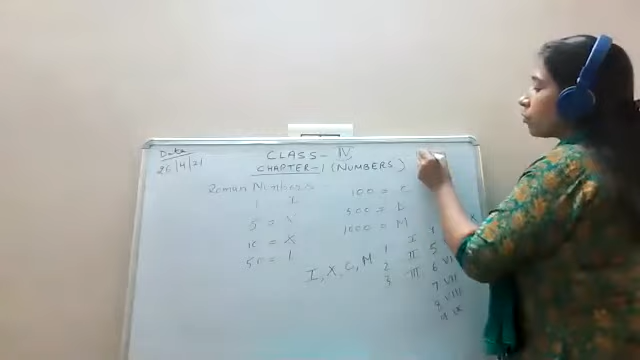 Date
26/4/21
CLASS - IV
CHAPTER-1 (NUMBERS)
Roman Numbers
1 I
5 = V
10 = X
50 = L
100 = C
500 = D
1000 = M
I, X, C, M
1 I
2 II
3 III
4
5
6 VI
7 VII
8 VIII
9 IX